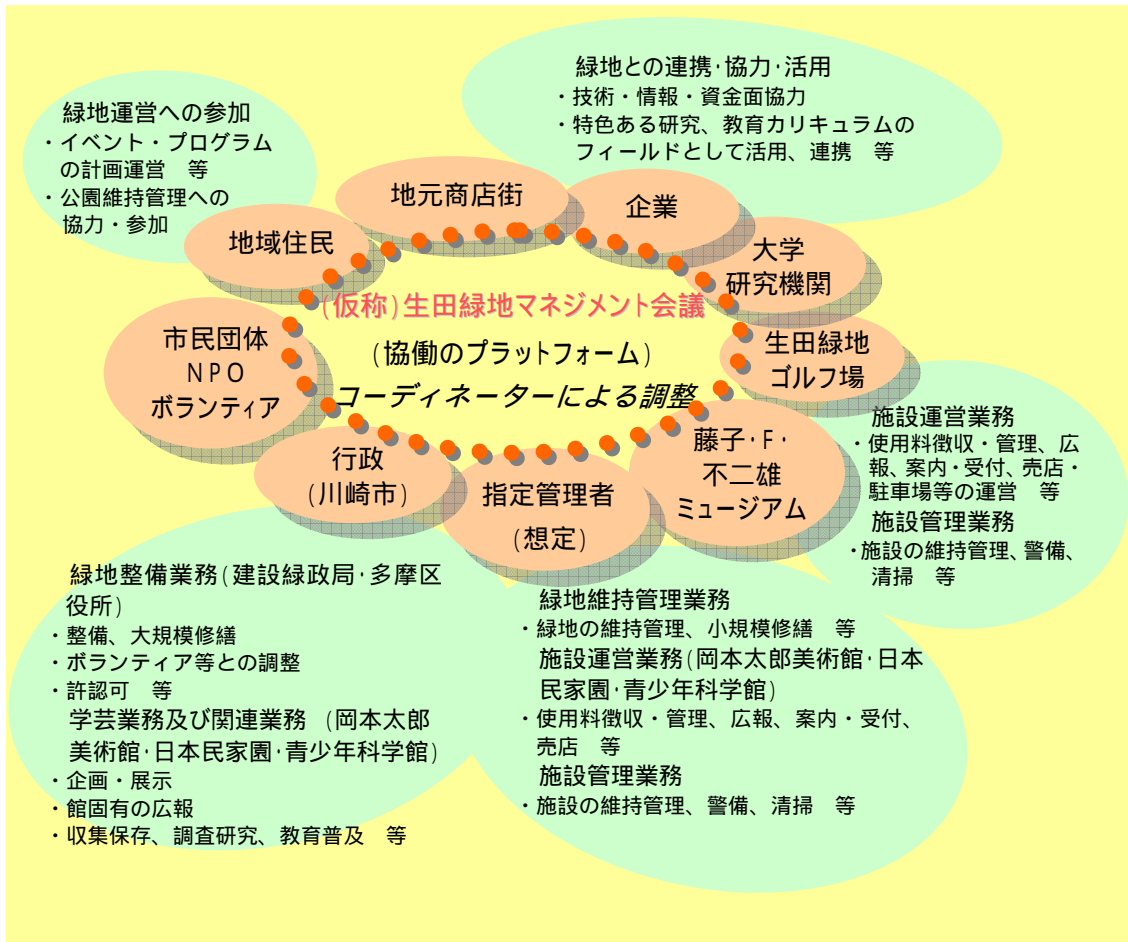 緑地との連携･協力･活用
・技術・情報・資金面協力
・特色ある研究、教育カリキュラムの
フィールドとして活用、連携　等
緑地運営への参加
・イベント・プログラム
の計画運営　等
・公園維持管理への
協力・参加
地元商店街
企業
地域住民
大学
研究機関
(仮称)生田緑地マネジメント会議
(協働のプラットフォーム)
コーディネーターによる調整
市民団体
NPO
ボランティア
生田緑地
ゴルフ場
行政
(川崎市)
指定管理者
(想定)
藤子･F･
不二雄
ミュージアム
施設運営業務
・使用料徴収・管理、広
報、案内・受付、売店・
駐車場等の運営　等
施設管理業務
・施設の維持管理、警備、
清掃　等
緑地整備業務(建設緑政局･多摩区
役所)
・整備、大規模修繕
・ボランティア等との調整
・許認可　等
学芸業務及び関連業務　(岡本太郎
美術館･日本民家園･青少年科学館)
・企画・展示
・館固有の広報
・収集保存、調査研究、教育普及　等
緑地維持管理業務
・緑地の維持管理、小規模修繕　等
施設運営業務(岡本太郎美術館･日本
民家園･青少年科学館)
・使用料徴収・管理、広報、案内・受付、
売店　等
施設管理業務
・施設の維持管理、警備、清掃　等